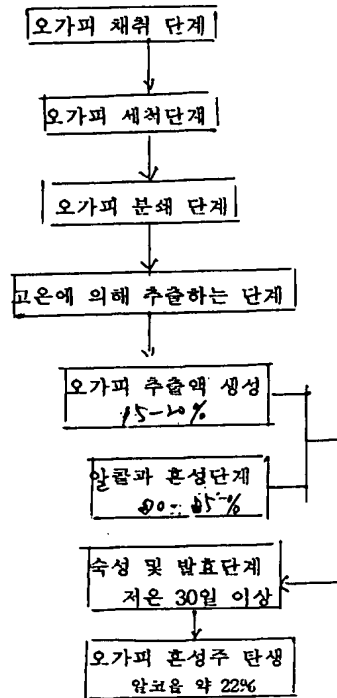 오가피 채취 단계
오가피 세척단계
오가피 분쇄 단계
고온에 의해 추출하는 단계
오가피 추출액 생성
15-20%
알콜과 혼성단계
80-85%
숙성 및 발효단계
저온 30일 이상
오가피 혼성주 탄생
알코올 약 22%